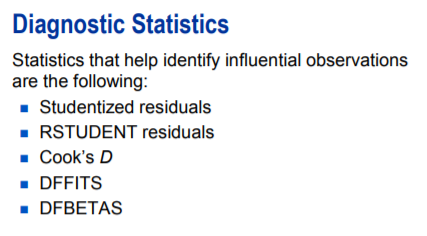 Diagnostic Statistics
Statistics that help identify influential observations
are the following:
■ Studentized residuals
■ RSTUDENT residuals
■ Cook's D
■ DFFITS
■ DFBETAS